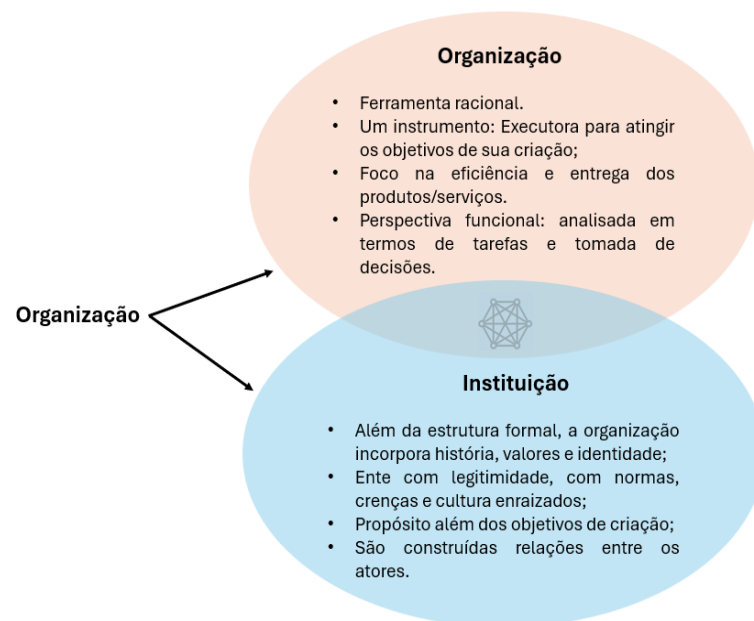 Organização
• Ferramenta racional.
• Um instrumento: Executora para atingir
os objetivos de sua criação;
• Foco na eficiência e entrega dos
produtos/serviços.
• Perspectiva funcional: analisada em
termos de tarefas e tomada de
decisões.
Organização
Instituição
• Além da estrutura formal, a organização
incorpora história, valores e identidade;
• Ente com legitimidade, com normas,
crenças e cultura enraizados;
• Propósito além dos objetivos de criação;
• São construídas relações entre os
atores.